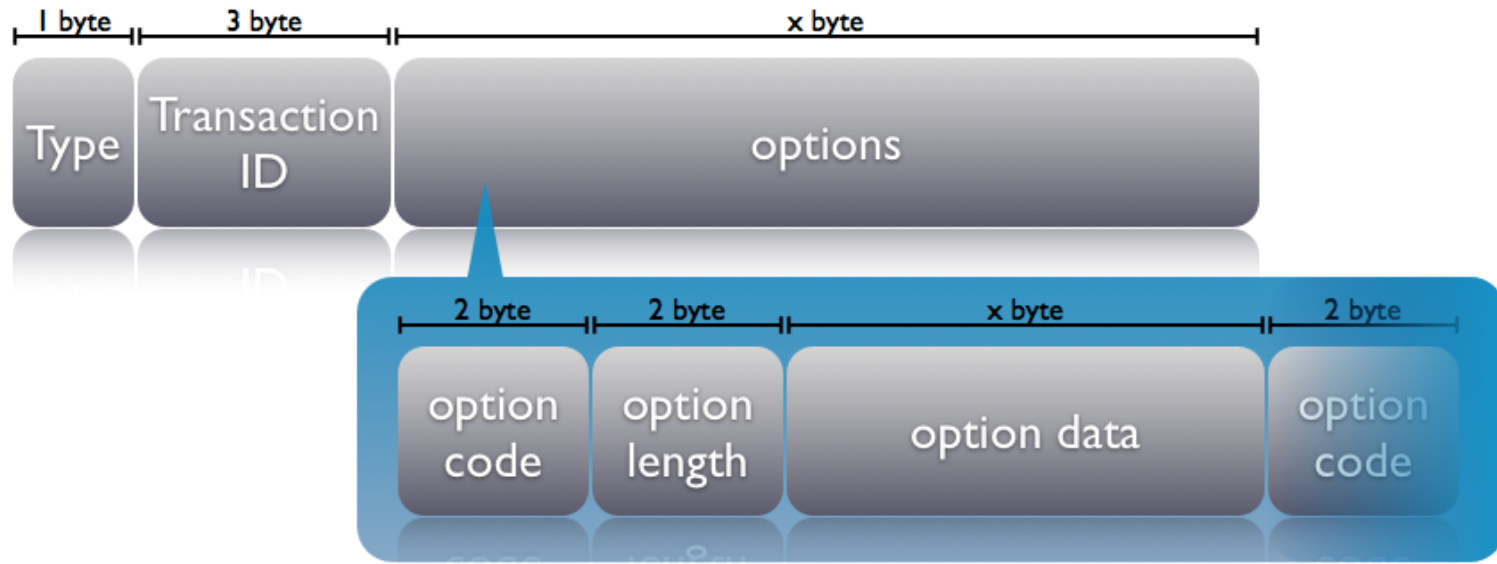 1 byte 3 byte x byte
Type Transaction ID options
2 byte 2 byte x byte 2 byte
option code option length option data option code